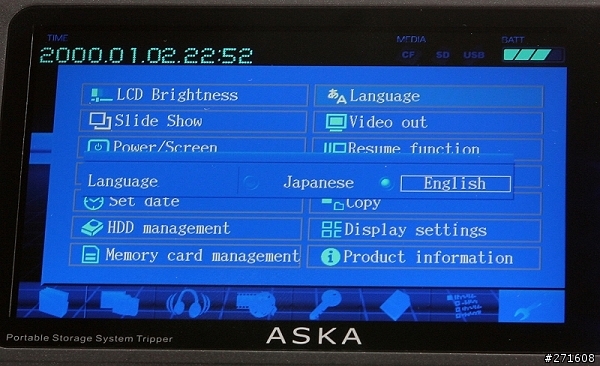 TIME
MEDIA
BATT
2000.01.02.22:52
CF SD USB
LCD Brightness
Language
Slide Show
Video out
Power/Screen
Resume function
Language
Japanese
English
Set date
Copy
HDD management
Display settings
Memory card management
Product information
Portable Storage System Tripper
ASKA
#271608